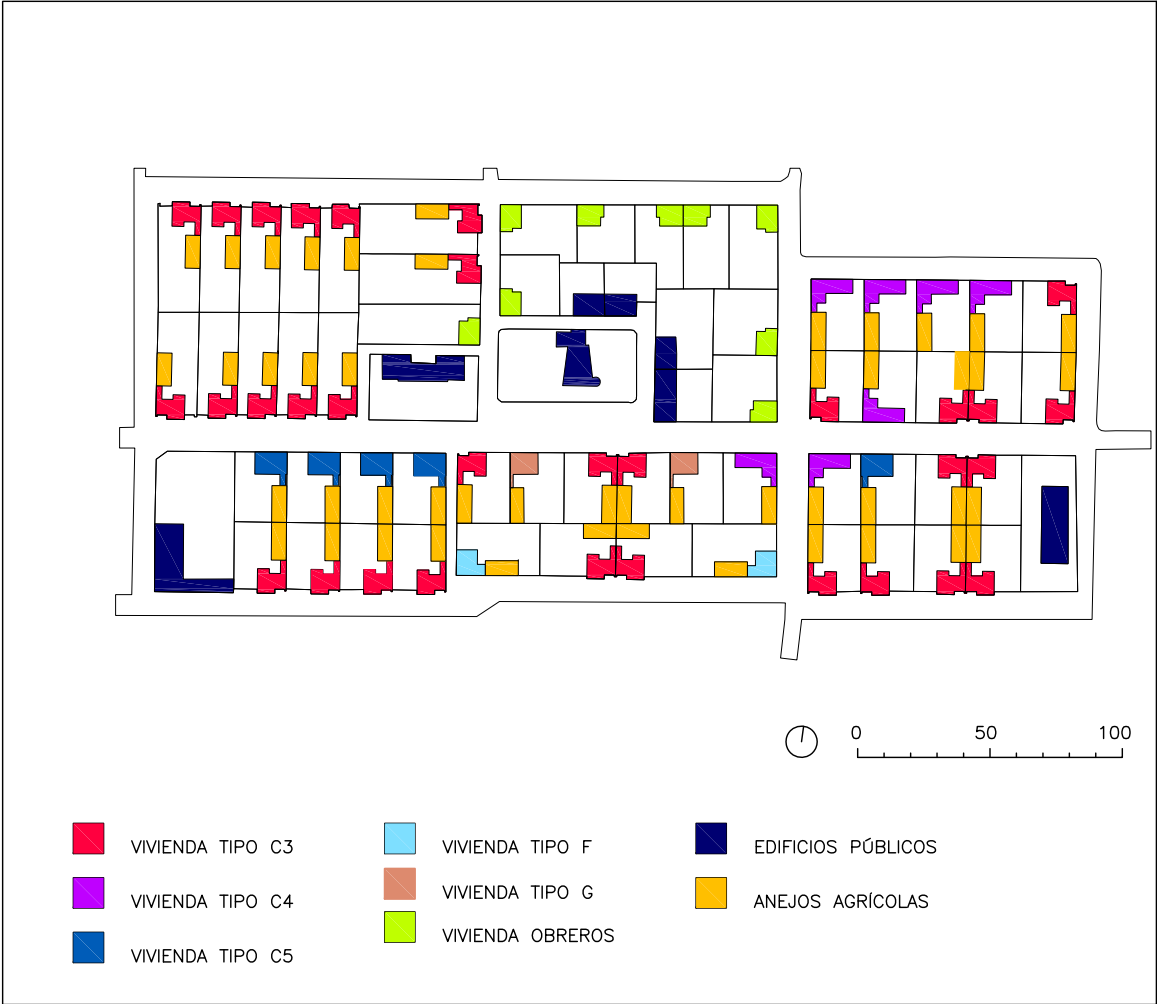 0 50 100
VIVIENDA TIPO C3
VIVIENDA TIPO C4
VIVIENDA TIPO C5
VIVIENDA TIPO F
VIVIENDA TIPO G
VIVIENDA OBREROS
EDIFICIOS PÚBLICOS
ANEJOS AGRÍCOLAS